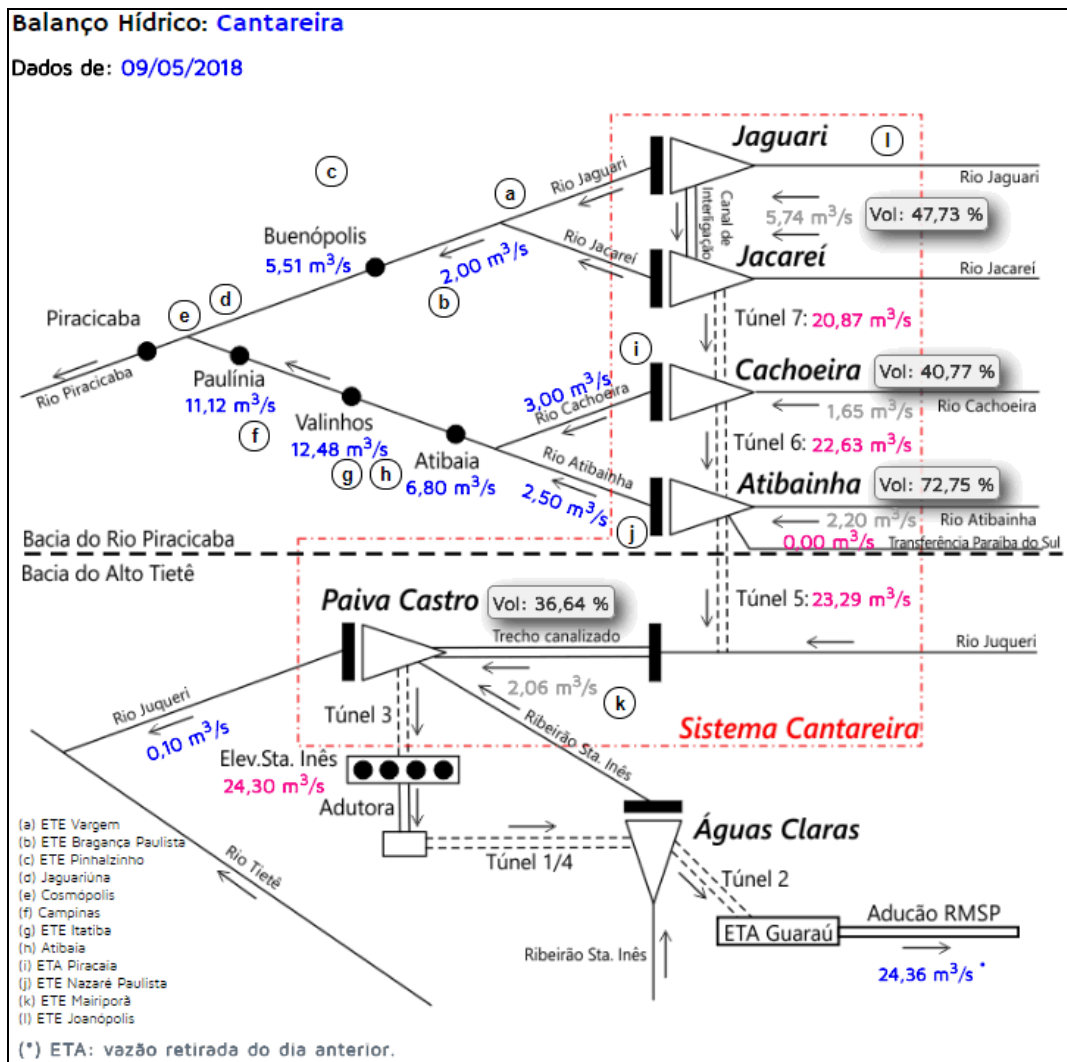 Balanço Hídrico: Cantareira
Dados de: 09/05/2018
Jaguari
l
Rio Jaguari
c
a
Rio Jaguari
Canal de
Interligação
5,74 m³/s
Vol: 47,73 %
Buenópolis
5,51 m³/s
2,00 m³/s
Rio Jacareí
Jacareí
Rio Jacareí
b
d
e
Piracicaba
Rio Piracicaba
Túnel 7: 20,87 m³/s
i
Cachoeira
Vol: 40,77 %
3,00 m³/s
Rio Cachoeira
1,65 m³/s
Rio Cachoeira
Paulínia
11,12 m³/s
f
Valinhos
12,48 m³/s
g
h
Atibaia
6,80 m³/s
Túnel 6: 22,63 m³/s
Rio Atibainha
2,50 m³/s
j
Atibainha
Vol: 72,75 %
2,20 m³/s
Rio Atibainha
0,00 m³/s
Transferência Paraíba do Sul
Bacia do Rio Piracicaba
Bacia do Alto Tietê
Paiva Castro
Vol: 36,64 %
Túnel 5: 23,29 m³/s
Trecho canalizado
Rio Juqueri
2,06 m³/s
k
Rio Juqueri
0,10 m³/s
Túnel 3
Ribeirão Sta. Inês
Sistema Cantareira
Elev.Sta. Inês
24,30 m³/s
Adutora
Águas Claras
Túnel 1/4
Túnel 2
Rio Tietê
ETA Guaraú
Adução RMSP
24,36 m³/s *
Ribeirão Sta. Inês
(a) ETE Vargem
(b) ETE Bragança Paulista
(c) ETE Pinhalzinho
(d) Jaguariúna
(e) Cosmópolis
(f) Campinas
(g) ETE Itatiba
(h) Atibaia
(i) ETA Piracaia
(j) ETE Nazaré Paulista
(k) ETE Mairiporã
(l) ETE Joanópolis
(*) ETA: vazão retirada do dia anterior.